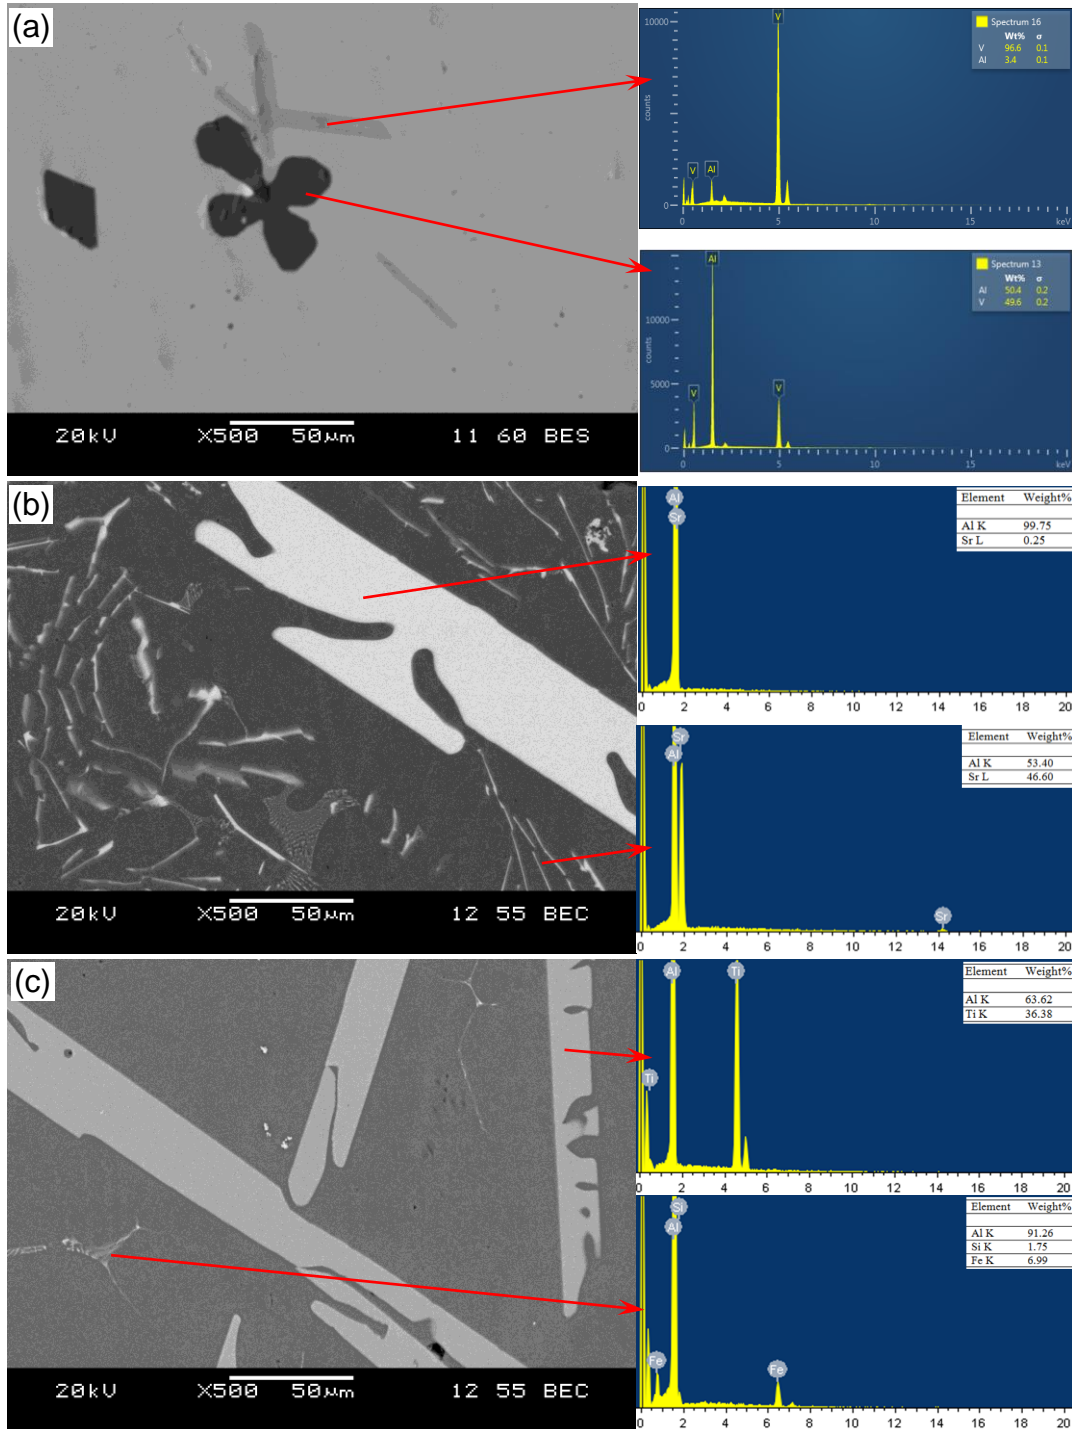 (a)
20kV X500 50μm 11 60 BES
Spectrum 16
Wt% σ
V 96.6 0.1
Al 3.4 0.1
10000
counts
0
V
V
Al
0 5 10 15 keV
Spectrum 13
Wt% σ
Al 50.4 0.2
V 49.6 0.2
10000
counts
5000
0
Al
V
V
0 5 10 15 keV
(b)
20kV X500 50μm 12 55 BEC
Element Weight%
Al K 99.75
Sr L 0.25
Al
Sr
0 2 4 6 8 10 12 14 16 18 20
Element Weight%
Al K 53.40
Sr L 46.60
Sr
Al
Sr
0 2 4 6 8 10 12 14 16 18 20
(c)
20kV X500 50μm 12 55 BEC
Element Weight%
Al K 63.62
Ti K 36.38
Al
Ti
Ti
0 2 4 6 8 10 12 14 16 18 20
Element Weight%
Al K 91.26
Si K 1.75
Fe K 6.99
Si
Al
Fe
Fe
0 2 4 6 8 10 12 14 16 18 20